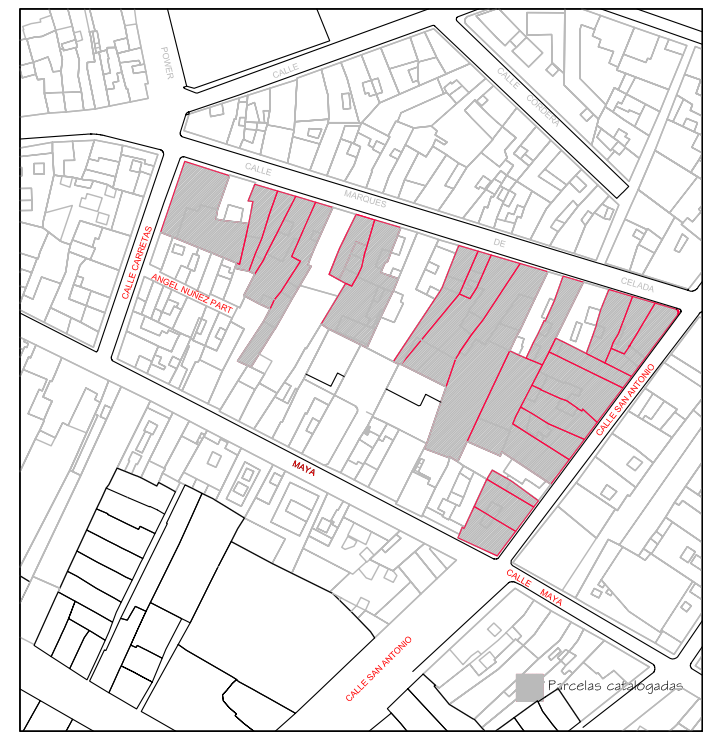 POWER
CALLE
CALLE CORDERA
CALLE
MARQUES
DE
CELADA
CALLE CARRETAS
ANGEL NUÑEZ PART
CALLE SAN ANTONIO
MAYA
CALLE MAYA
CALLE SAN ANTONIO
Parcelas catalogadas